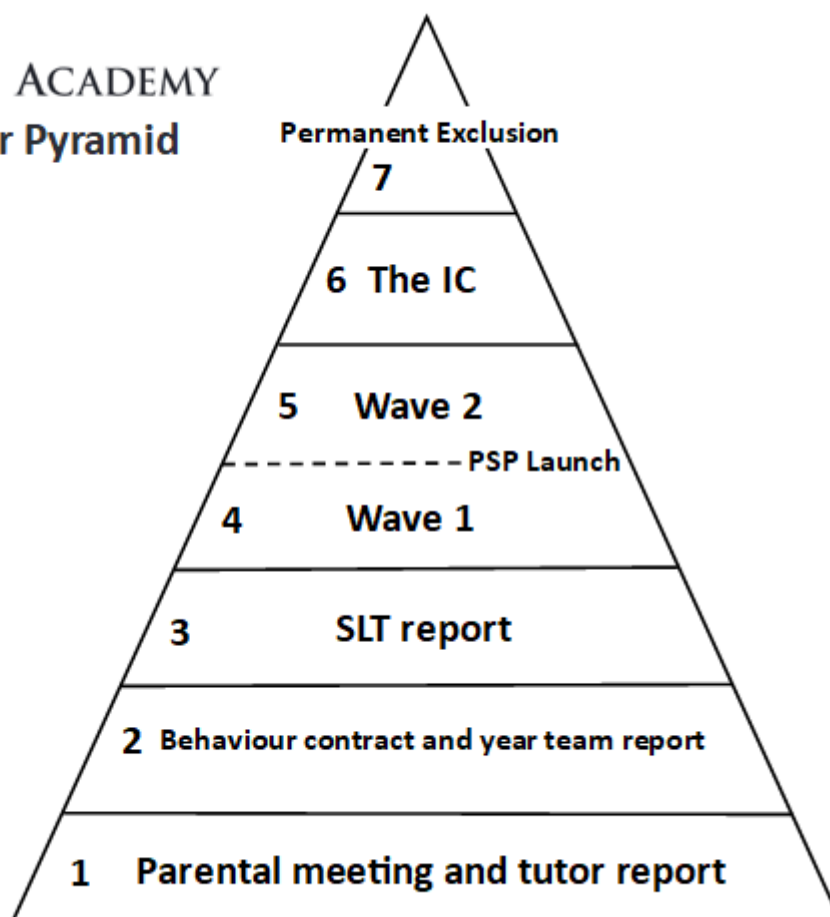 ACADEMY
r Pyramid
Permanent Exclusion
7
6 The IC
5 Wave 2
PSP Launch
4 Wave 1
3 SLT report
2 Behaviour contract and year team report
1 Parental meeting and tutor report